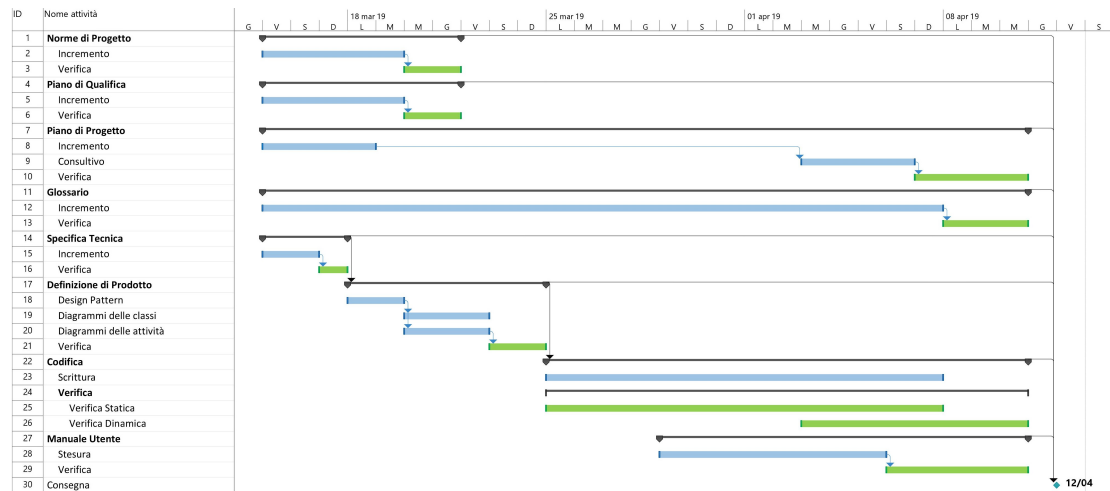 ID Nome attività 18 mar 19 25 mar 19 01 apr 19 08 apr 19
G V S D L M M G V S D L M M G V S D L M M G V S D L M M G V S
1 Norme di Progetto
2 Incremento
3 Verifica
4 Piano di Qualifica
5 Incremento
6 Verifica
7 Piano di Progetto
8 Incremento
9 Consultivo
10 Verifica
11 Glossario
12 Incremento
13 Verifica
14 Specifica Tecnica
15 Incremento
16 Verifica
17 Definizione di Prodotto
18 Design Pattern
19 Diagrammi delle classi
20 Diagrammi delle attività
21 Verifica
22 Codifica
23 Scrittura
24 Verifica
25 Verifica Statica
26 Verifica Dinamica
27 Manuale Utente
28 Stesura
29 Verifica
30 Consegna 12/04